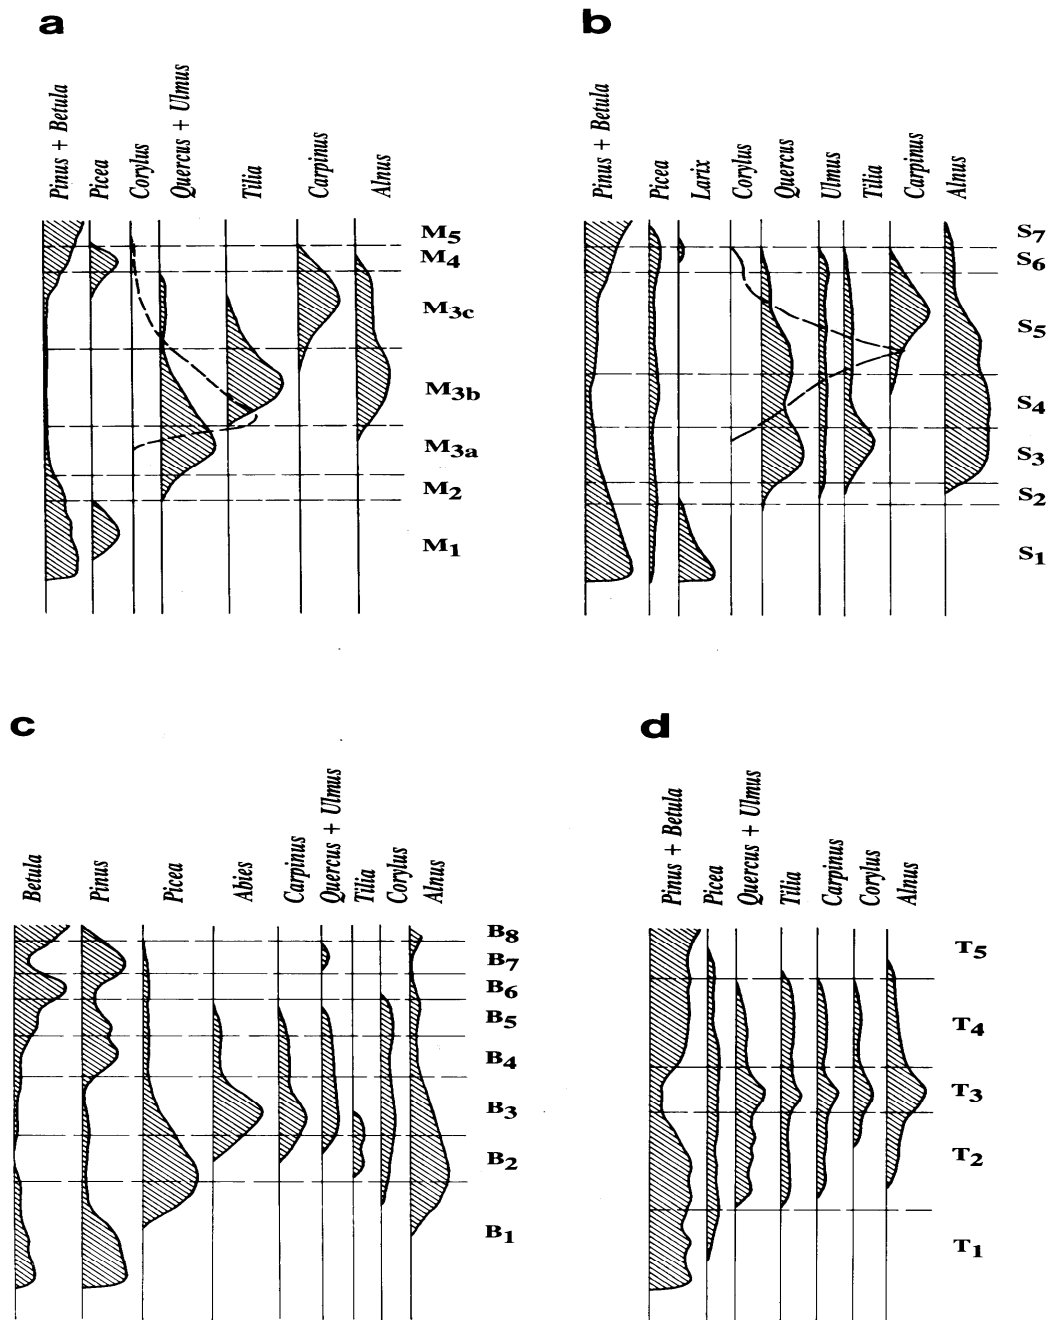 a
Pinus + Betula
Picea
Corylus
Quercus + Ulmus
Tilia
Carpinus
Alnus
M5
M4
M3c
M3b
M3a
M2
M1
b
Pinus + Betula
Picea
Larix
Corylus
Quercus
Ulmus
Tilia
Carpinus
Alnus
S7
S6
S5
S4
S3
S2
S1
c
Betula
Pinus
Picea
Abies
Carpinus
Quercus + Ulmus
Tilia
Corylus
Alnus
B8
B7
B6
B5
B4
B3
B2
B1
d
Pinus + Betula
Picea
Quercus + Ulmus
Tilia
Carpinus
Corylus
Alnus
T5
T4
T3
T2
T1